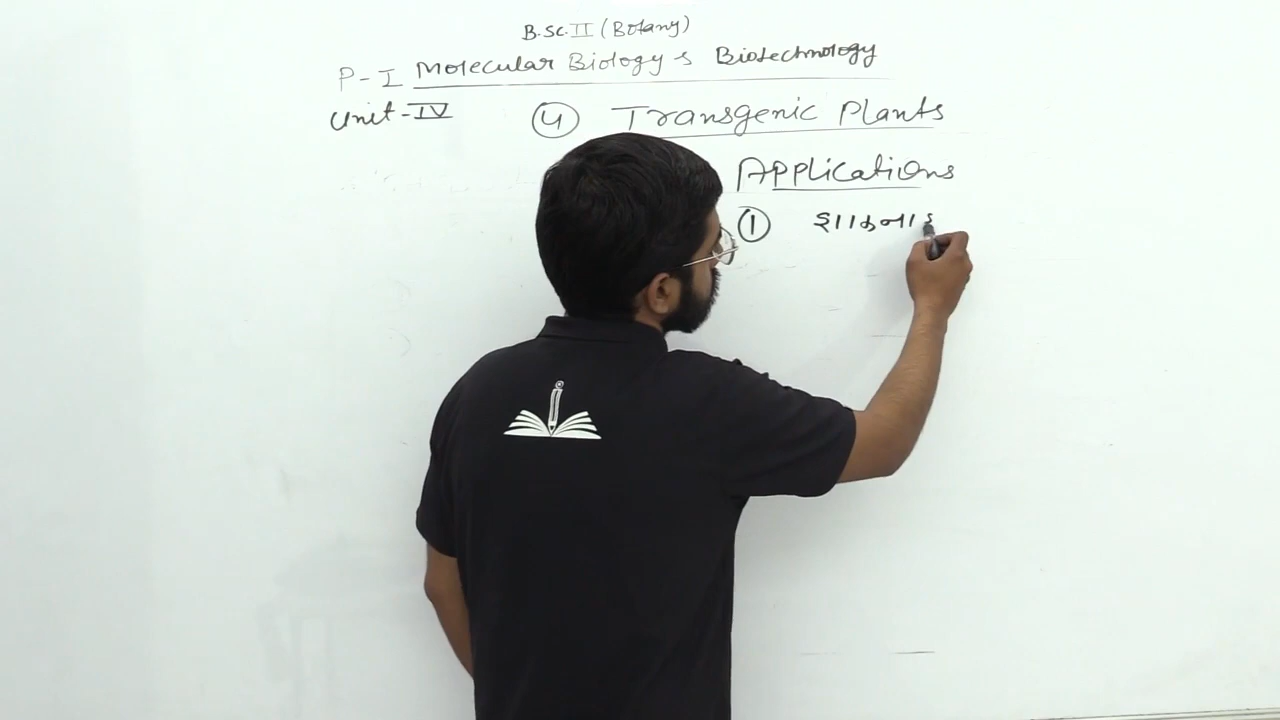 B.Sc.II (Botany)
P-I Molecular Biology & Biotechnology
Unit-IV ④ Transgenic Plants
Applications
① शाकना